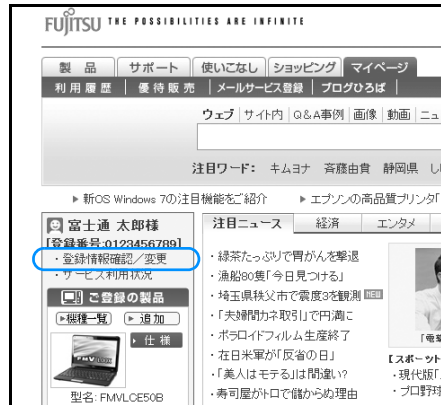 FUJITSU THE POSSIBILITIES ARE INFINITE
製品 サポート 使いこなし ショッピング マイページ
利用履歴 優待販売 メールサービス登録 ブログひろば
ウェブ サイト内 Q&A事例 画像 動画 ニュ
注目ワード: キムヨナ 斉藤由貴 静岡県 し
▶ 新OS Windows 7の注目機能をご紹介 ▶ エプソンの高品質プリンタ「
富士通 太郎様
[登録番号:0123456789]
・登録情報確認/変更
・サービス利用状況
ご登録の製品
▶機種一覧 ▶追加
▶仕様
型名: FMVLCE50B
注目ニュース 経済 エンタメ
・緑茶たっぷりで胃がんを撃退
・漁船80隻「今日見つける」
・埼玉県秩父市で震度3を観測
・「夫婦間力ネ取引」で円満に
・ポラロイドフィルム生産終了
・在日米軍が「反省の日」
・「美人はモテる」は間違い?
・寿司屋がトロで儲からぬ理由
【スポーツト
・現代版「
・プロ野球